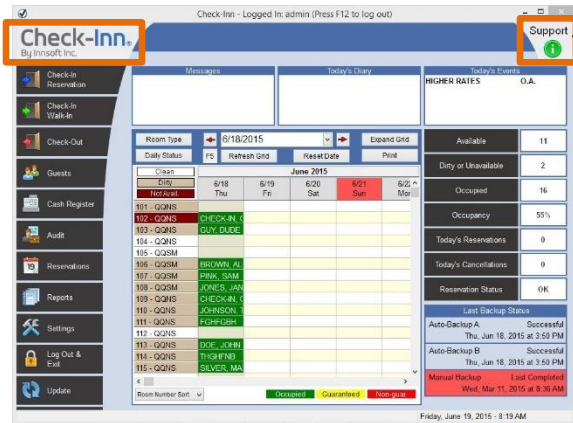 Check-Inn - Logged In: admin (Press F12 to log out)
Check-Inn®
By Innsoft Inc.
Support
Check-In
Reservation
Check-In
Walk-In
Check-Out
Guests
Cash Register
Audit
19
Reservations
Reports
Settings
Log Out &
Exit
Update
Messages
Today's Diary
Today's Events
HIGHER RATES O.A.
Room Type
6/18/2015
Expand Grid
Daily Status
F5
Refresh Grid
Reset Date
Print
Clean
Dirty
Not Avail.
June 2015
6/18 6/19 6/20 6/21 6/22
Thu Fri Sat Sun Mon
101 - QQNS
102 - QQNS CHECK-IN, C
103 - QQNS GUY, DUDE
104 - QQNS
105 - QQSM
106 - QQSM BROWN, AL
107 - QQSM PINK, SAM
108 - QQSM JONES, JAN
109 - QQNS CHECK-IN, C
110 - QQNS JOHNSON, T
111 - QQNS FGHFGBH
112 - QQNS
113 - QQNS DOE, JOHN
114 - QQNS THGHFNB
115 - QQNS SILVER, MA
Room Number Sort
Occupied Guaranteed Non-guar.
Available 11
Dirty or Unavailable 2
Occupied 16
Occupancy 55%
Today's Reservations 0
Today's Cancellations 0
Reservation Status OK
Last Backup Status
Auto-Backup A Successful
Thu, Jun 18, 2015 at 3:50 PM
Auto-Backup B Successful
Thu, Jun 18, 2015 at 3:50 PM
Manual Backup Last Completed
Wed, Mar 11, 2015 at 8:36 AM
Friday, June 19, 2015 - 8:19 AM